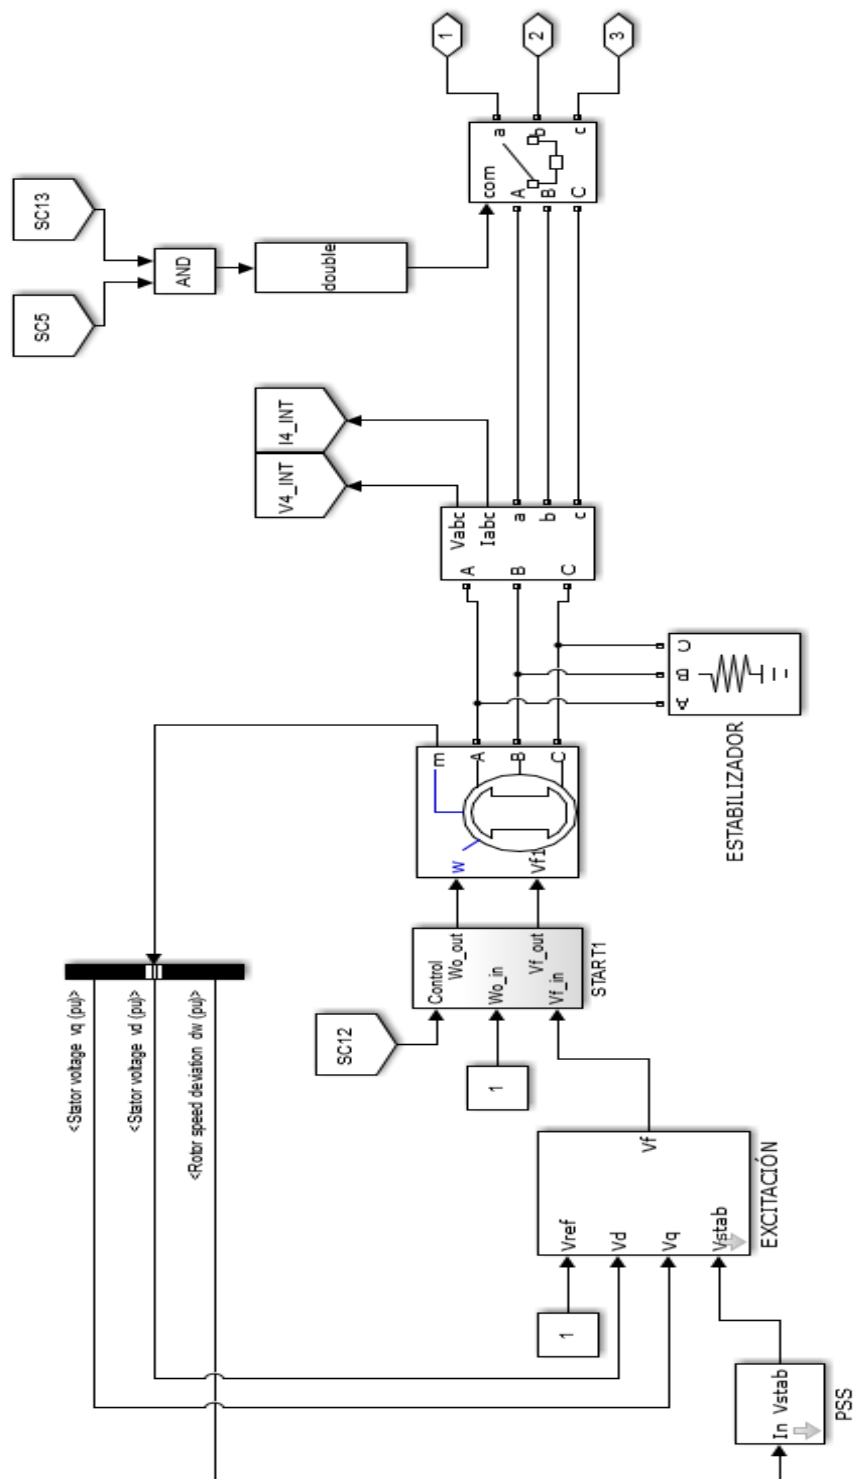 SC5
SC13
<Stator voltage vq (pu)>
<Stator voltage vd (pu)>
AND
<Rotor speed deviation dw (pu)>
V4_INT
I4_INT
double
SC12
Control
Wo_out
Wo_in
Vf_out
Vf_in
START1
1
m
w
A
B
C
Vf1
Vabc
Iabc
A
B
C
a
b
c
com
A
B
C
a
b
c
1
2
3
1
Vref
Vd
Vq
Vstab
Vf
EXCITACIÓN
A
B
C
ESTABILIZADOR
In Vstab
PSS